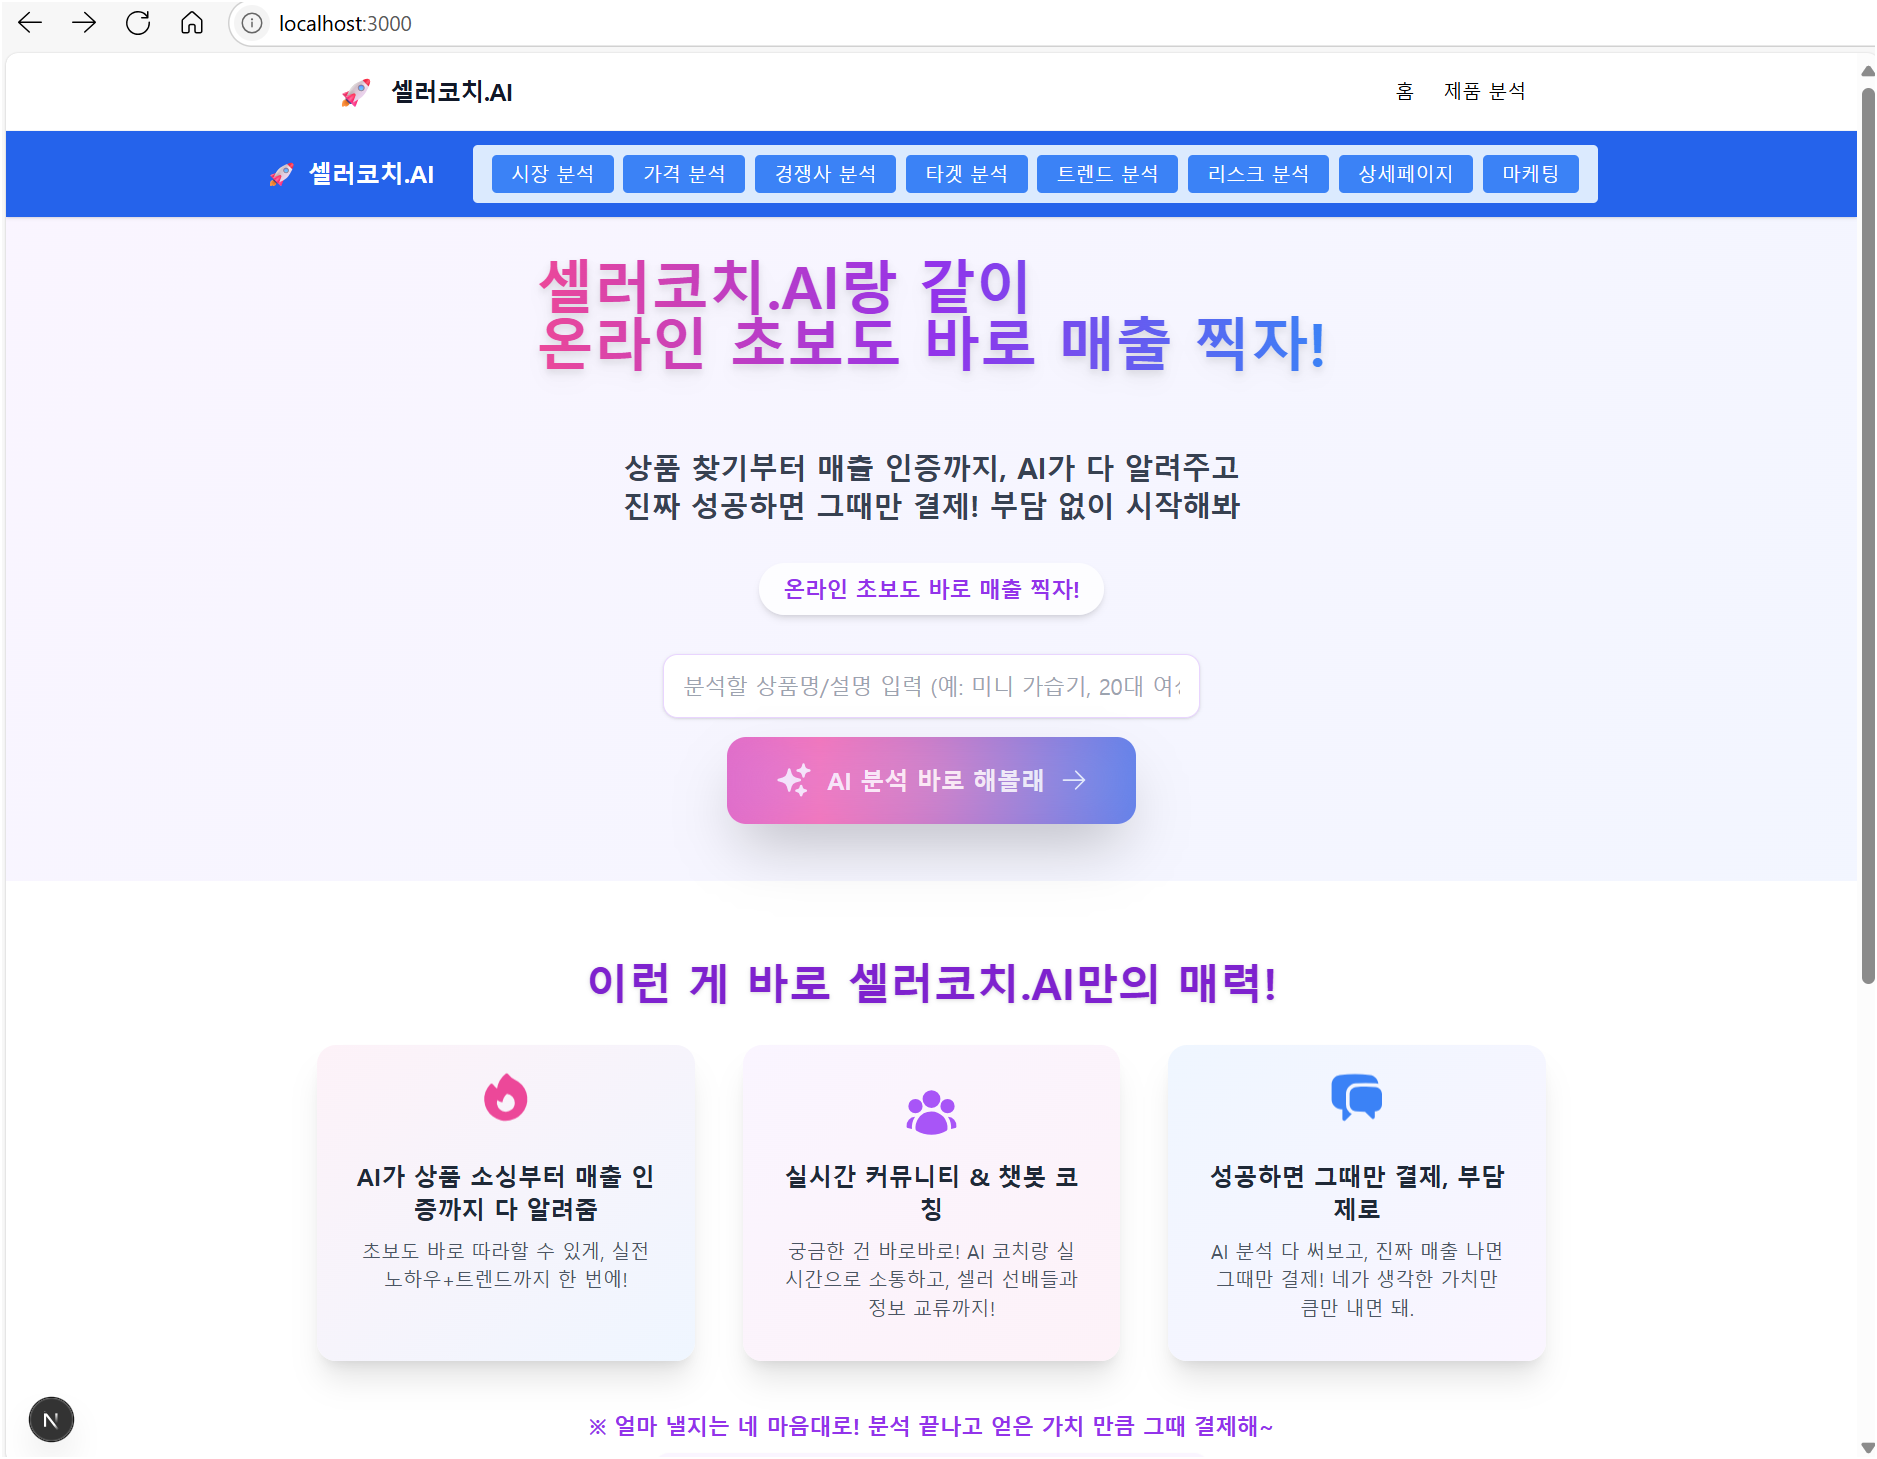 localhost:3000
셀러코치.AI
홈 제품 분석
셀러코치.AI
시장 분석 가격 분석 경쟁사 분석 타겟 분석 트렌드 분석 리스크 분석 상세페이지 마케팅
셀러코치.AI랑 같이
온라인 초보도 바로 매출 찍자!
상품 찾기부터 매출 인증까지, AI가 다 알려주고
진짜 성공하면 그때만 결제! 부담 없이 시작해봐
온라인 초보도 바로 매출 찍자!
분석할 상품명/설명 입력 (예: 미니 가습기, 20대
AI 분석 바로 해볼래
이런 게 바로 셀러코치.AI만의 매력!
AI가 상품 소싱부터 매출 인
증까지 다 알려줌
초보도 바로 따라할 수 있게, 실전
노하우+트렌드까지 한 번에!
실시간 커뮤니티 & 챗봇 코
칭
궁금한 건 바로바로! AI 코치랑 실
시간으로 소통하고, 셀러 선배들과
정보 교류까지!
성공하면 그때만 결제, 부담
제로
AI 분석 다 써보고, 진짜 매출 나면
그때만 결제! 네가 생각한 가치만
큼만 내면 돼.
N
※ 얼마 낼지는 네 마음대로! 분석 끝나고 얻은 가치 만큼 그때 결제해~